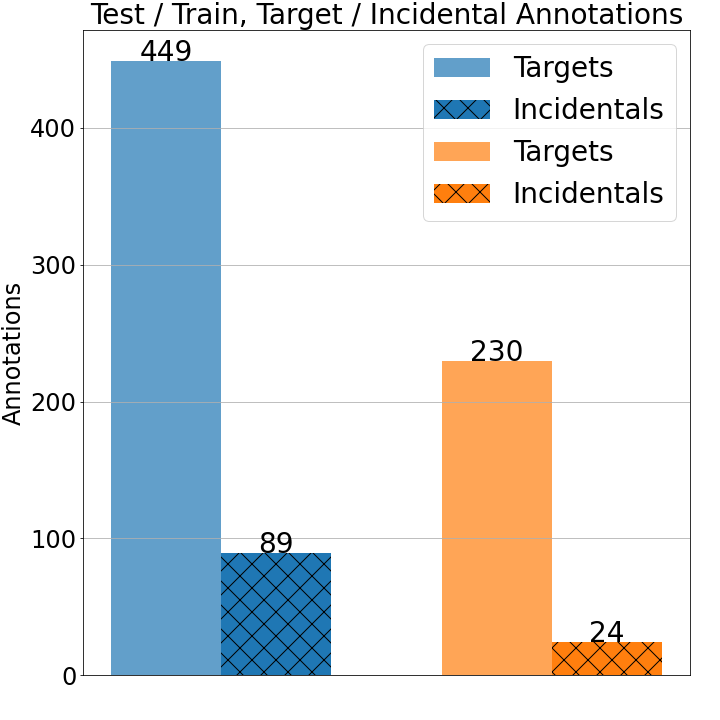 Test / Train, Target / Incidental Annotations
449
Targets
Incidentals
Targets
Incidentals
400
300
230
200
100
89
24
0
Annotations